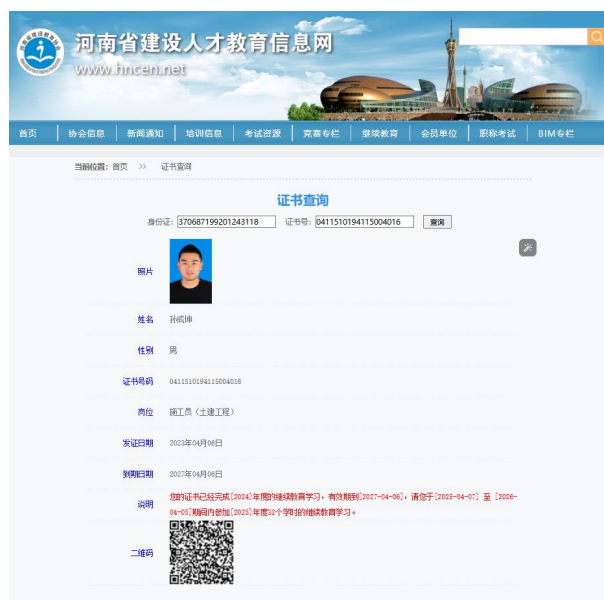 河南省建设人才教育信息网
www.hncen.net
首页 协会信息 新闻通知 培训信息 考试资源 竞赛专栏 继续教育 会员单位 职称考试 BIM专栏
当前位置：首页 >> 证书查询
证书查询
身份证: 370687199201243118 证书号: 0411510194115004016 查询
照片
姓名 孙成坤
性别 男
证书号码 0411510194115004016
岗位 施工员（土建工程）
发证日期 2023年04月06日
到期日期 2027年04月06日
说明 您的证书已经完成[2024]年度的继续教育学习，有效期到[2027-04-06]，请您于[2025-04-07] 至 [2026-
04-05]期间内参加[2025]年度32个学时的继续教育学习。
二维码